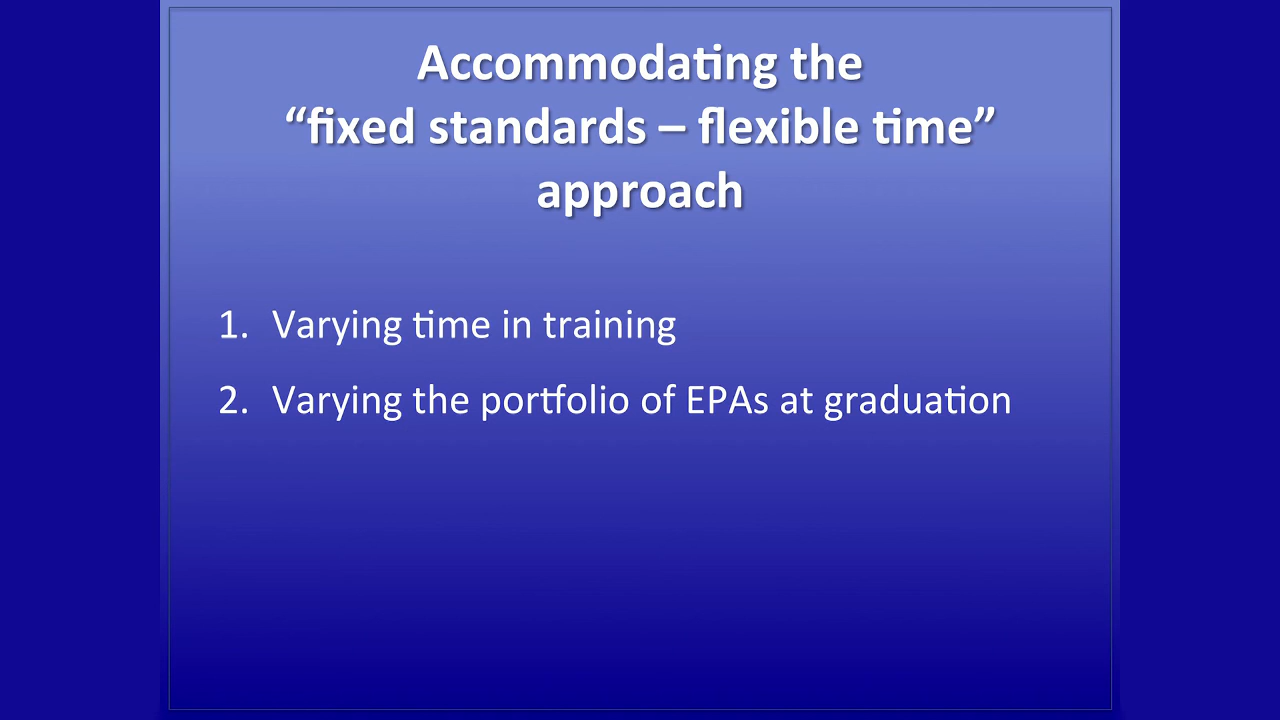 Accommodating the
“fixed standards – flexible time”
approach
1. Varying time in training
2. Varying the portfolio of EPAs at graduation